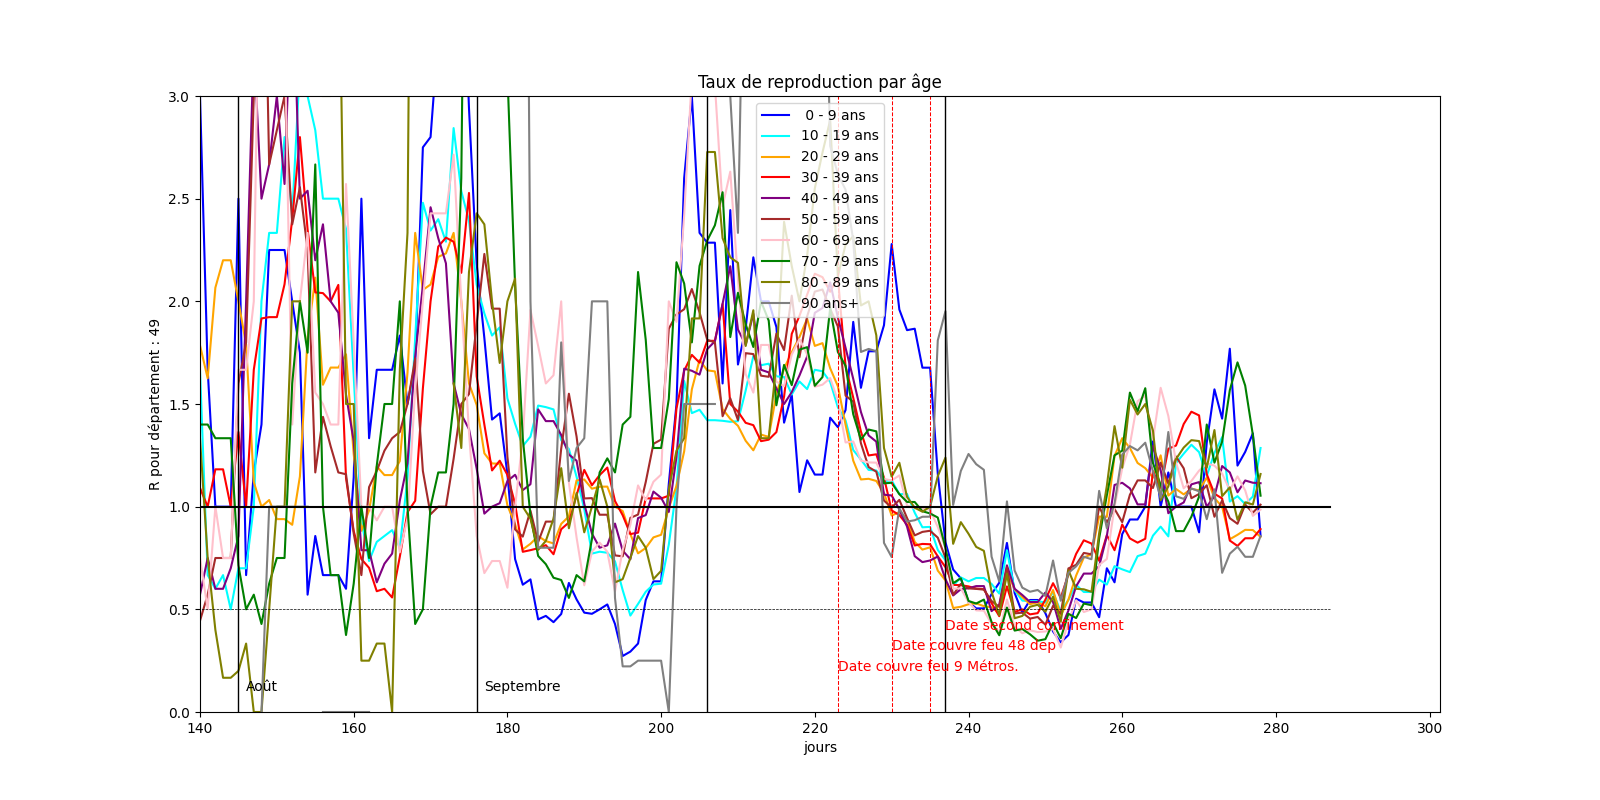 Taux de reproduction par âge
R pour département : 49
3.0
2.5
2.0
1.5
1.0
0.5
0.0
0 - 9 ans
10 - 19 ans
20 - 29 ans
30 - 39 ans
40 - 49 ans
50 - 59 ans
60 - 69 ans
70 - 79 ans
80 - 89 ans
90 ans+
Date second confinement
Date couvre feu 48 dep
Date couvre feu 9 Métros.
Août
Septembre
140
160
180
200
220
240
260
280
300
jours